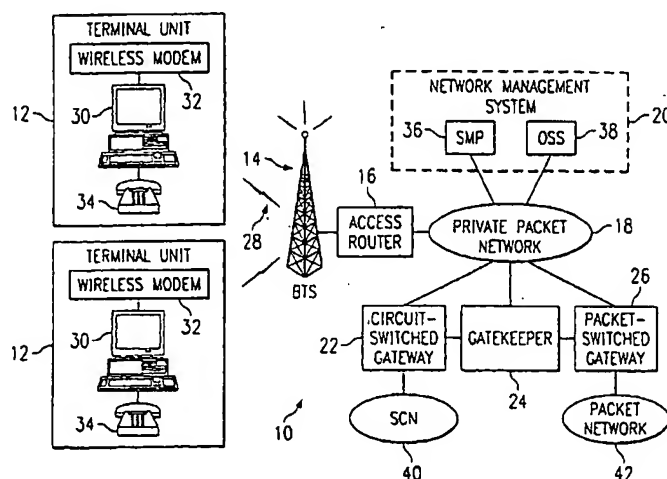 TERMINAL UNIT
WIRELESS MODEM
12
30
32
34
TERMINAL UNIT
WIRELESS MODEM
12
30
32
34
14
28
BTS
16
ACCESS
ROUTER
NETWORK MANAGEMENT
SYSTEM
20
36
SMP
OSS
38
PRIVATE PACKET
NETWORK
18
22
CIRCUIT-
SWITCHED
GATEWAY
GATEKEEPER
24
26
PACKET-
SWITCHED
GATEWAY
10
SCN
40
PACKET
NETWORK
42